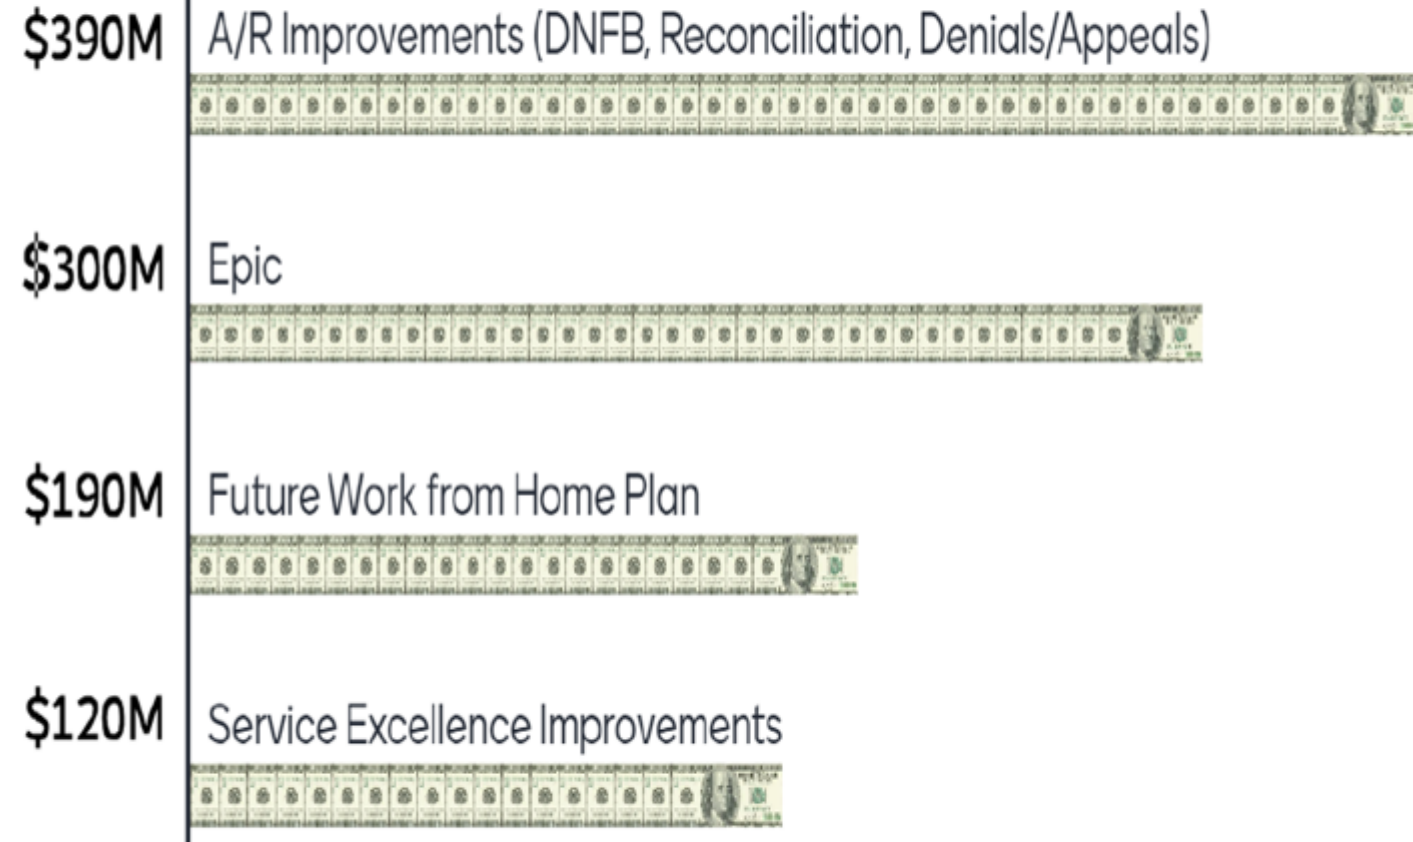 $390M A/R Improvements (DNFB, Reconciliation, Denials/Appeals)
$300M Epic
$190M Future Work from Home Plan
$120M Service Excellence Improvements